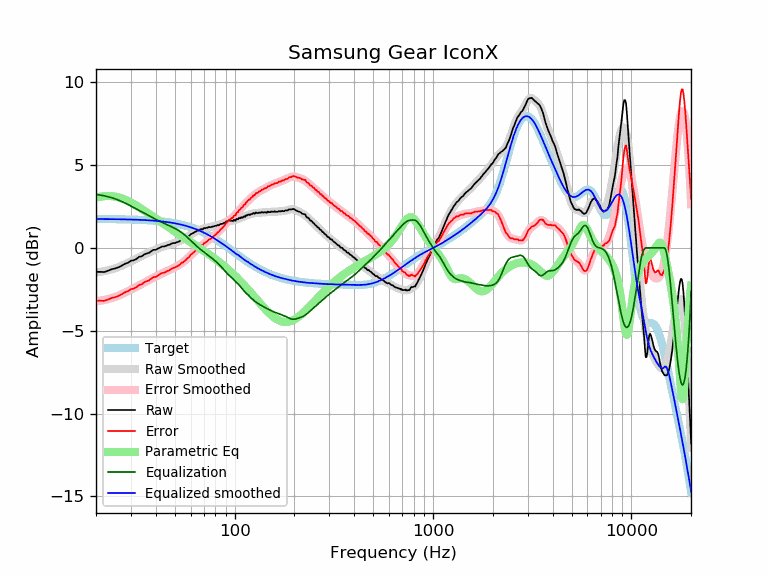 Samsung Gear IconX
10
5
0
−5
−10
−15
Amplitude (dBr)
Target
Raw Smoothed
Error Smoothed
Raw
Error
Parametric Eq
Equalization
Equalized smoothed
100 1000 10000
Frequency (Hz)